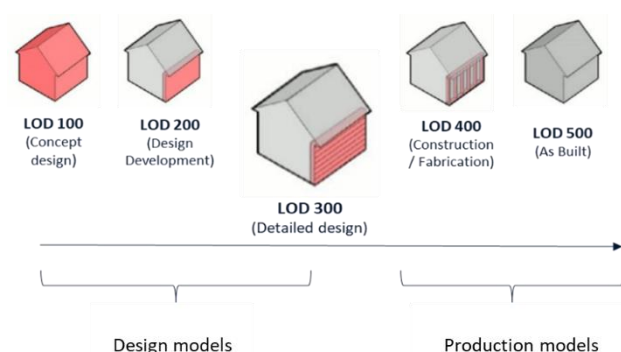 LOD 100
(Concept
design)
LOD 200
(Design
Development)
LOD 300
(Detailed design)
LOD 400
(Construction
/ Fabrication)
LOD 500
(As Built)
Design models
Production models